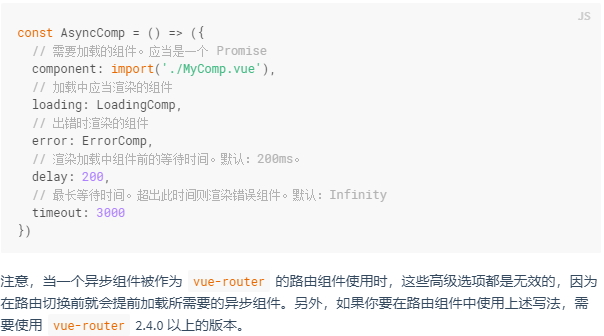 JS
const AsyncComp = () => ({
// 需要加载的组件。应当是一个 Promise
component: import('./MyComp.vue'),
// 加载中应当渲染的组件
loading: LoadingComp,
// 出错时渲染的组件
error: ErrorComp,
// 渲染加载中组件前的等待时间。默认：200ms。
delay: 200,
// 最长等待时间。超出此时间则渲染错误组件。默认：Infinity
timeout: 3000
})
注意，当一个异步组件被作为 vue-router 的路由组件使用时，这些高级选项都是无效的，因为
在路由切换前就会提前加载所需要的异步组件。另外，如果你要在路由组件中使用上述写法，需
要使用 vue-router 2.4.0 以上的版本。